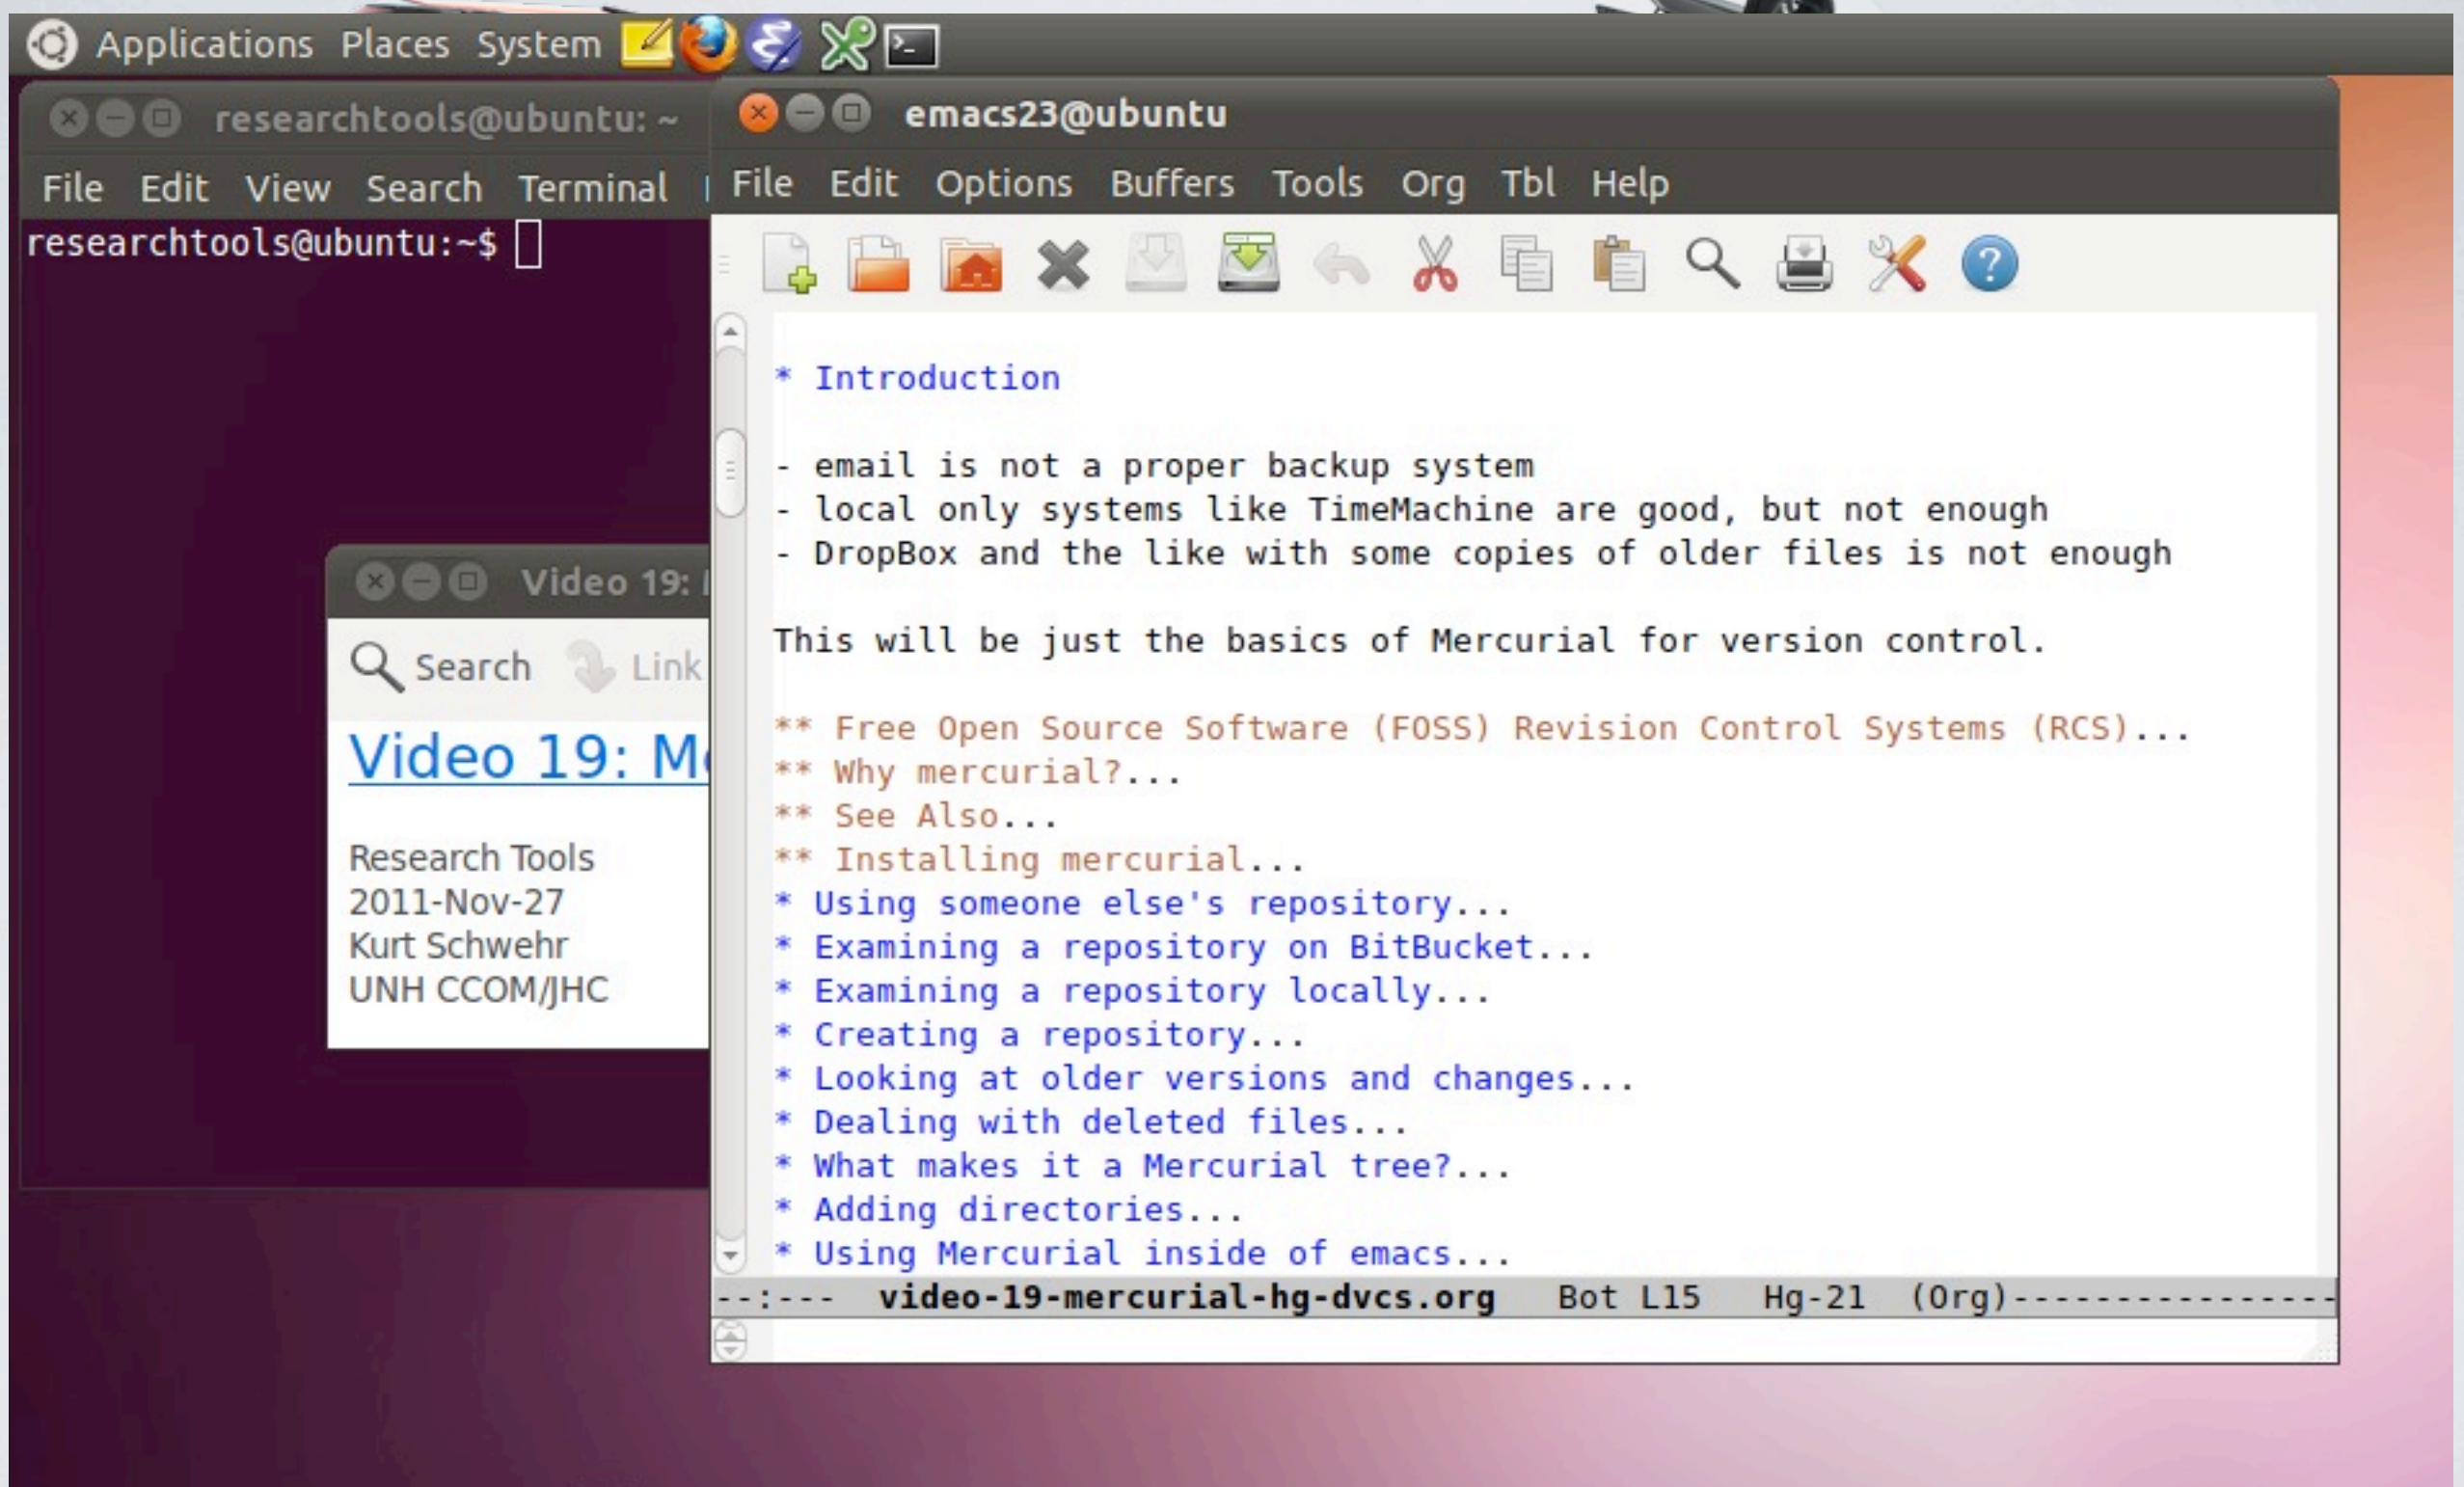 Applications Places System
researchtools@ubuntu: ~
File Edit View Search Terminal
researchtools@ubuntu:~$
Video 19:
Search Link
Video 19:
Research Tools
2011-Nov-27
Kurt Schwehr
UNH CCOM/JHC
emacs23@ubuntu
File Edit Options Buffers Tools Org Tbl Help
* Introduction
- email is not a proper backup system
- local only systems like TimeMachine are good, but not enough
- DropBox and the like with some copies of older files is not enough
This will be just the basics of Mercurial for version control.
** Free Open Source Software (FOSS) Revision Control Systems (RCS)...
** Why mercurial?...
** See Also...
** Installing mercurial...
* Using someone else's repository...
* Examining a repository on BitBucket...
* Examining a repository locally...
* Creating a repository...
* Looking at older versions and changes...
* Dealing with deleted files...
* What makes it a Mercurial tree?...
* Adding directories...
* Using Mercurial inside of emacs...
--:--- video-19-mercurial-hg-dvcs.org Bot L15 Hg-21 (Org)----------------